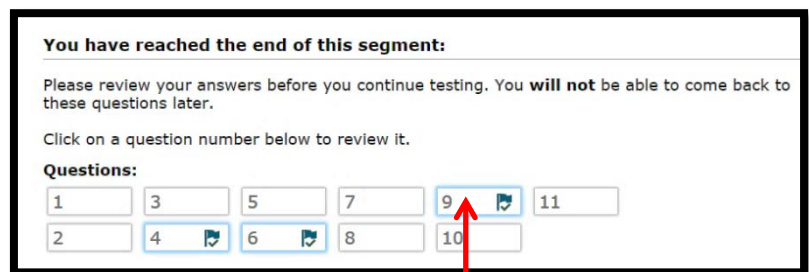 You have reached the end of this segment:
Please review your answers before you continue testing. You will not be able to come back to
these questions later.
Click on a question number below to review it.
Questions:
1 3 5 7 9 11
2 4 6 8 10